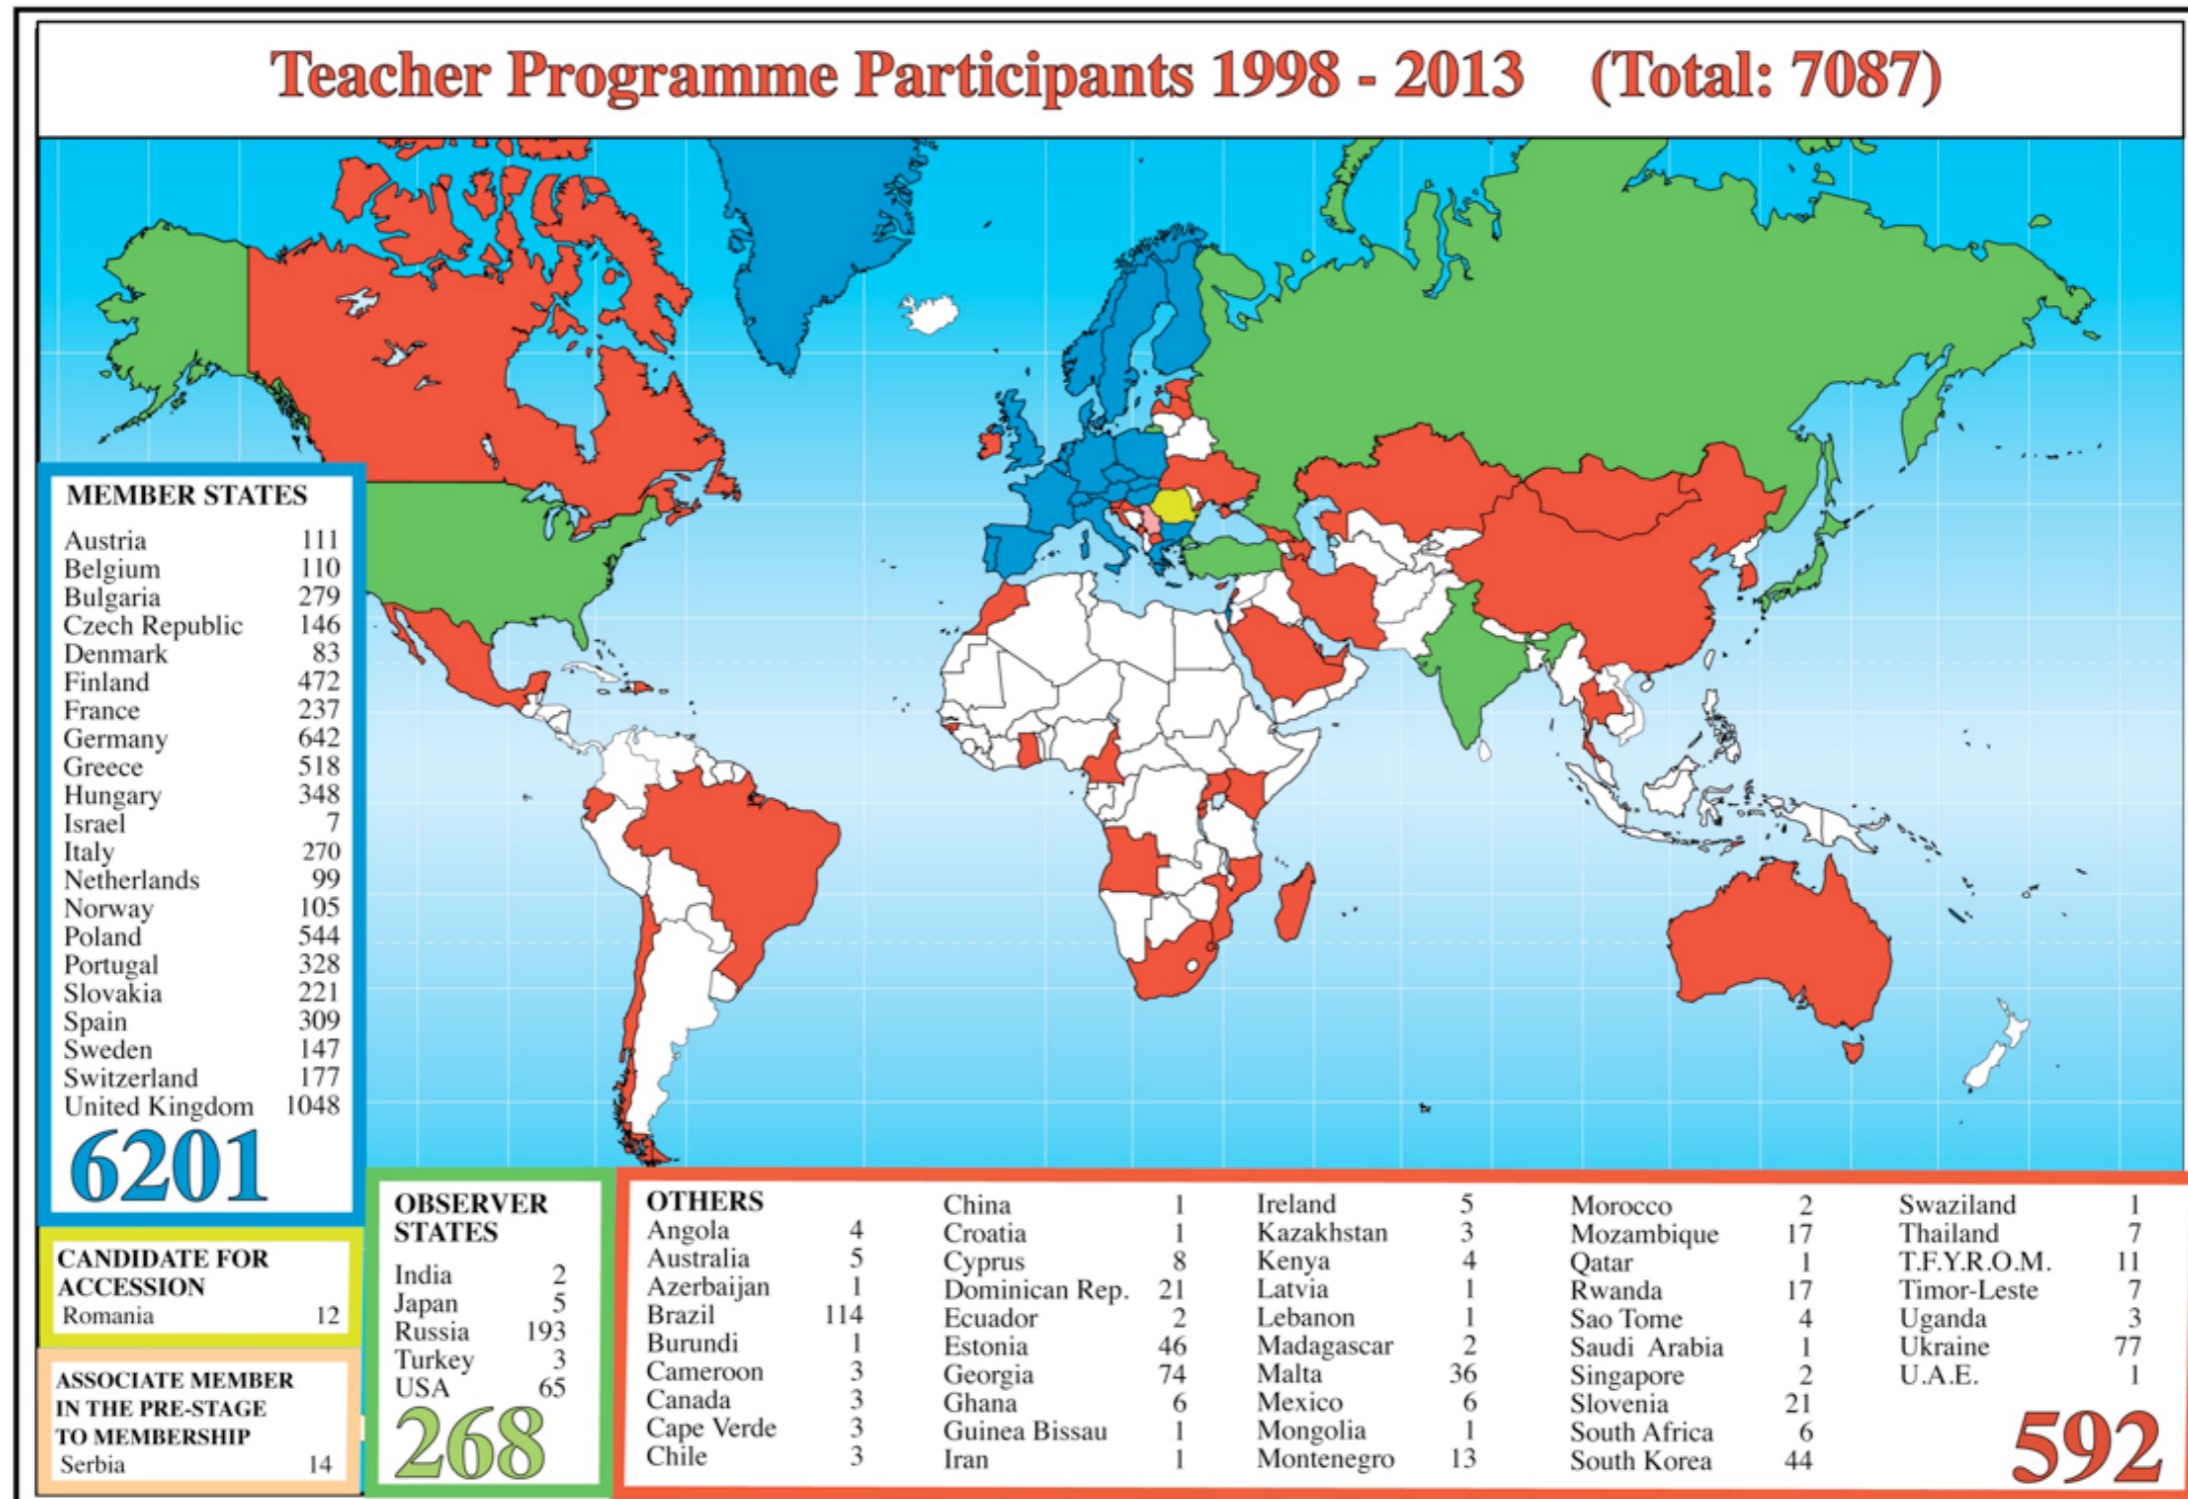 Teacher Programme Participants 1998 - 2013 (Total: 7087)
MEMBER STATES
Austria 111
Belgium 110
Bulgaria 279
Czech Republic 146
Denmark 83
Finland 472
France 237
Germany 642
Greece 518
Hungary 348
Israel 7
Italy 270
Netherlands 99
Norway 105
Poland 544
Portugal 328
Slovakia 221
Spain 309
Sweden 147
Switzerland 177
United Kingdom 1048
6201
CANDIDATE FOR
ACCESSION
Romania 12
ASSOCIATE MEMBER
IN THE PRE-STAGE
TO MEMBERSHIP
Serbia 14
OBSERVER
STATES
India 2
Japan 5
Russia 193
Turkey 3
USA 65
268
OTHERS
Angola 4
Australia 5
Azerbaijan 1
Brazil 114
Burundi 1
Cameroon 3
Canada 3
Cape Verde 3
Chile 3
China 1
Croatia 1
Cyprus 8
Dominican Rep. 21
Ecuador 2
Estonia 46
Georgia 74
Ghana 6
Guinea Bissau 1
Iran 1
Ireland 5
Kazakhstan 3
Kenya 4
Latvia 1
Lebanon 1
Madagascar 2
Malta 36
Mexico 6
Mongolia 1
Montenegro 13
Morocco 2
Mozambique 17
Qatar 1
Rwanda 17
Sao Tome 4
Saudi Arabia 1
Singapore 2
Slovenia 21
South Africa 6
South Korea 44
Swaziland 1
Thailand 7
T.F.Y.R.O.M. 11
Timor-Leste 7
Uganda 3
Ukraine 77
U.A.E. 1
592